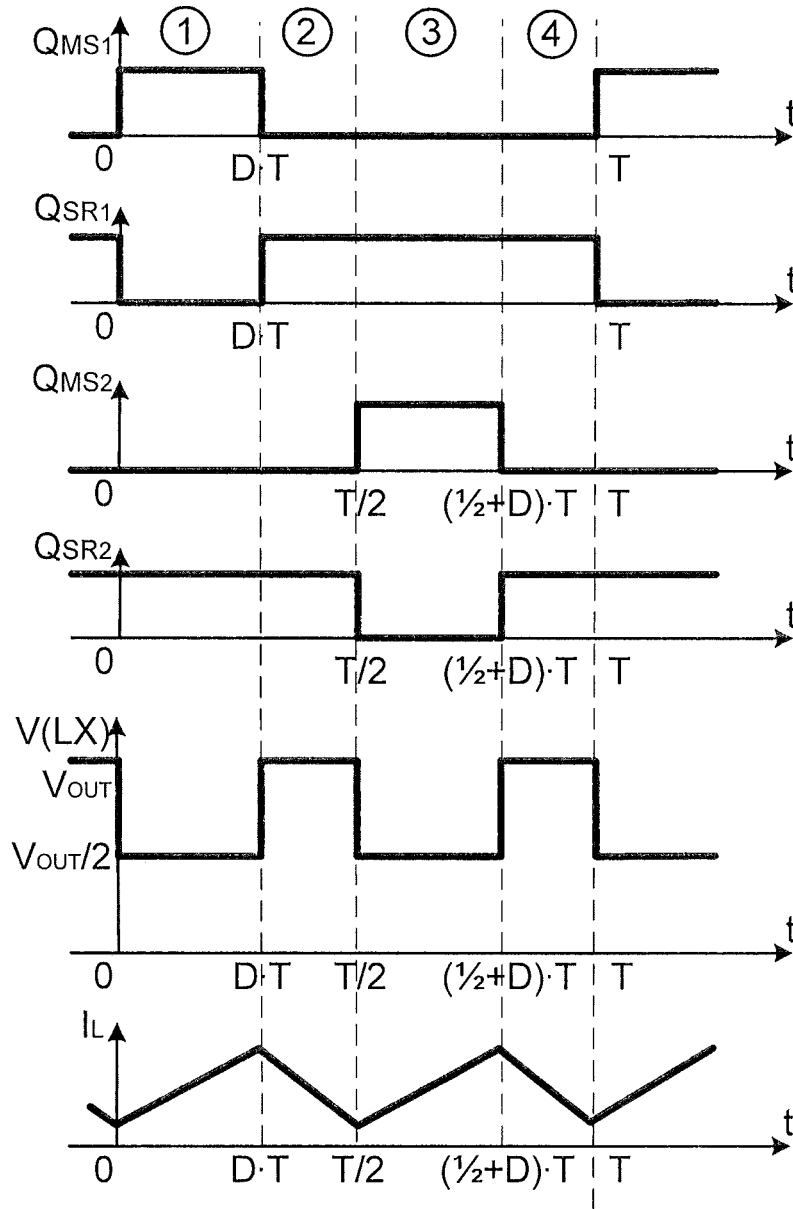 ① ② ③ ④
QMS1
t
0 D·T T
QSR1
t
0 D·T T
QMS2
t
0 T/2 (½+D)·T T
QSR2
t
0 T/2 (½+D)·T T
V(LX)
VOUT
VOUT/2
t
0 D·T T/2 (½+D)·T T
IL
t
0 D·T T/2 (½+D)·T T